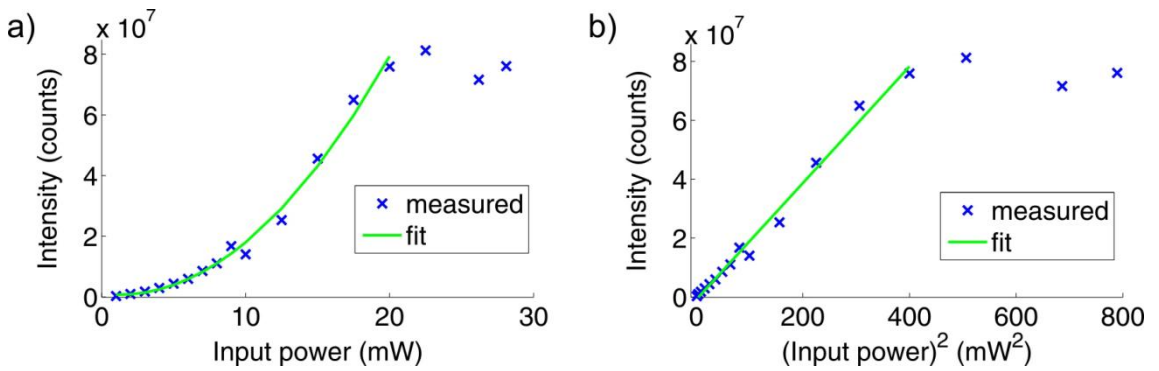 a)
x 10^7
8
6
4
2
0
0
10
20
30
Intensity (counts)
Input power (mW)
× measured
fit
b)
x 10^7
8
6
4
2
0
0
200
400
600
800
Intensity (counts)
(Input power)^2 (mW^2)
× measured
fit